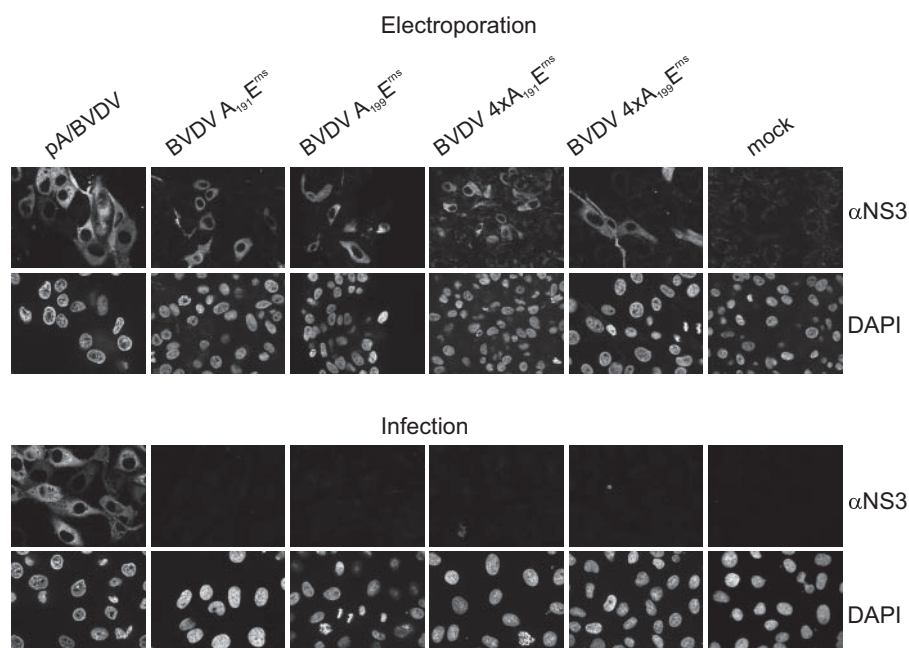 Electroporation
pA/BVDV
BVDV A₁₉₁Eʳⁿˢ
BVDV A₁₉₉Eʳⁿˢ
BVDV 4xA₁₉₁Eʳⁿˢ
BVDV 4xA₁₉₉Eʳⁿˢ
mock
αNS3
DAPI
Infection
αNS3
DAPI